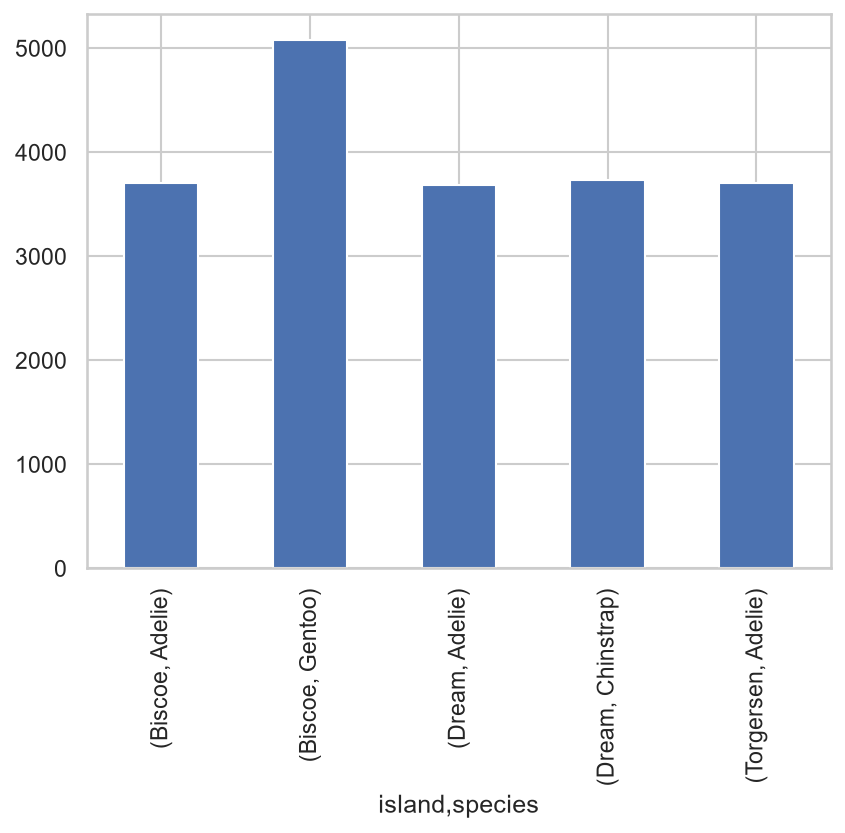 5000
4000
3000
2000
1000
0
(Biscoe, Adelie)
(Biscoe, Gentoo)
(Dream, Adelie)
(Dream, Chinstrap)
(Torgersen, Adelie)
island,species